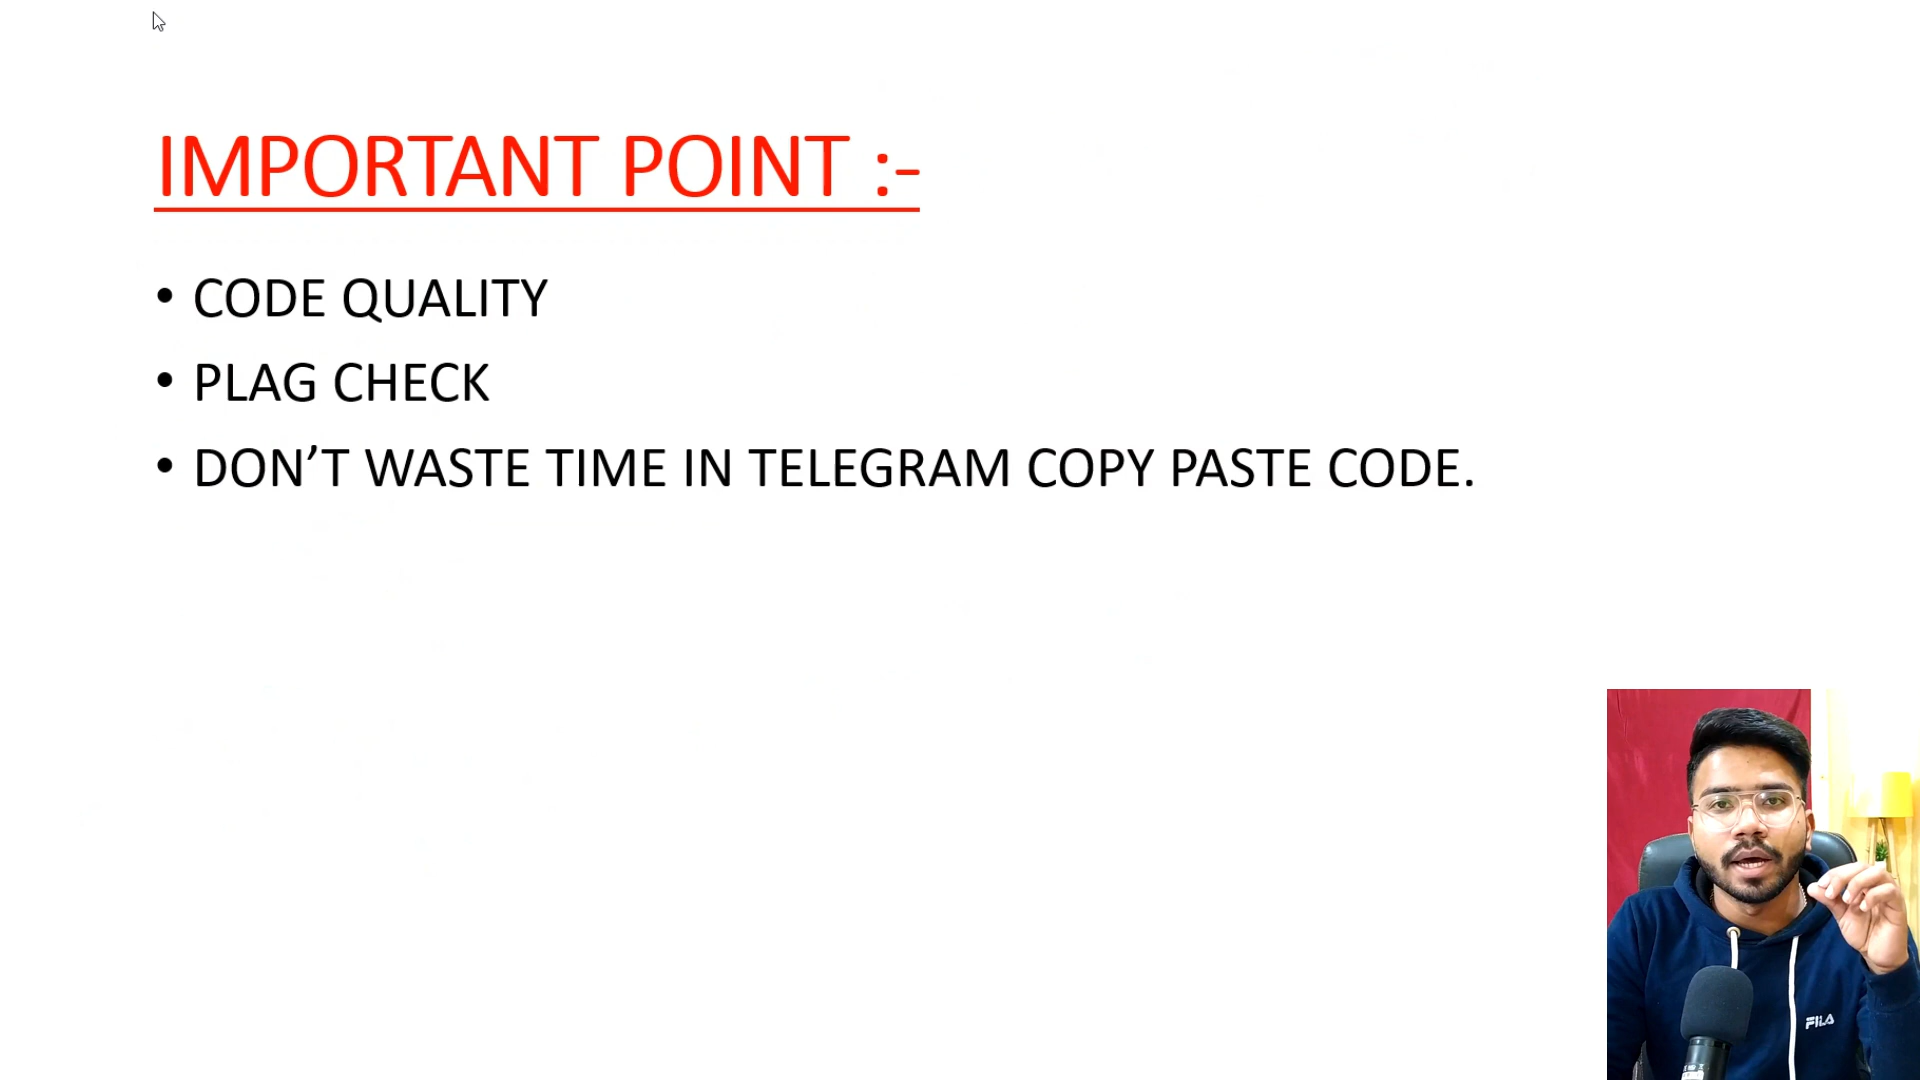 IMPORTANT POINT :-
• CODE QUALITY
• PLAG CHECK
• DON’T WASTE TIME IN TELEGRAM COPY PASTE CODE.
FILA